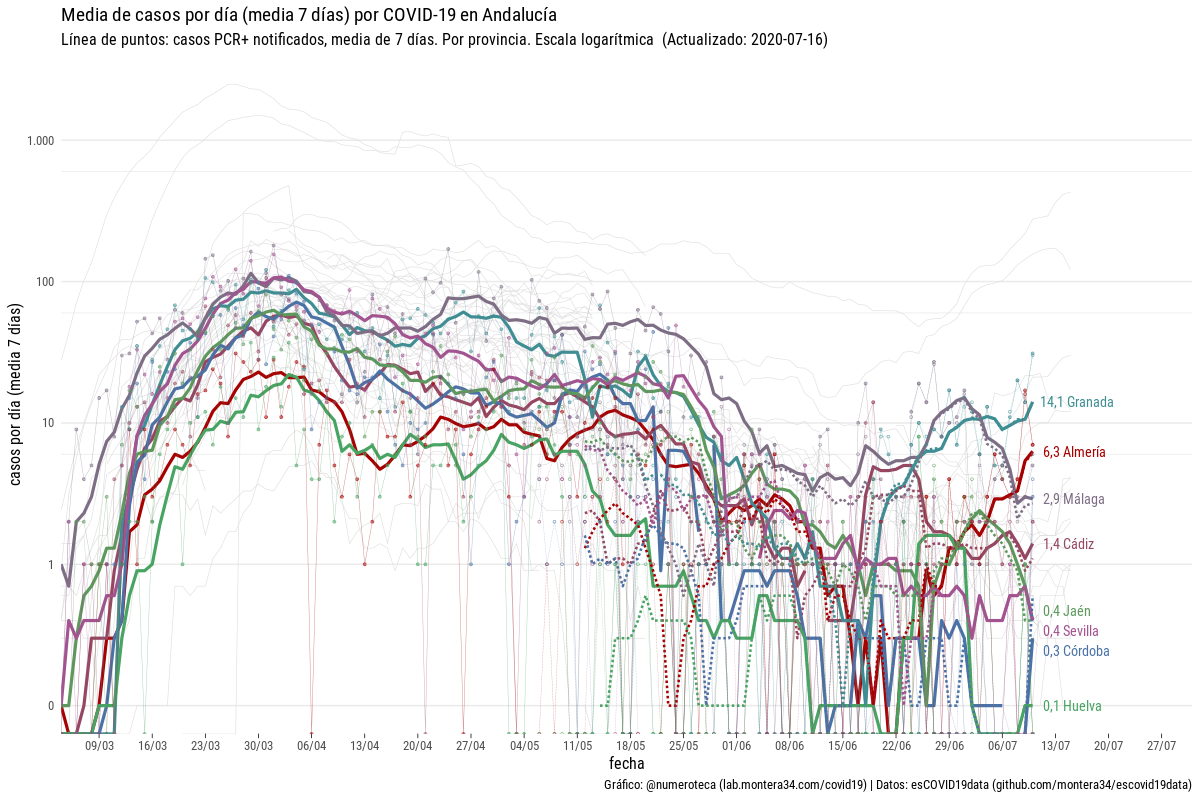 Media de casos por día (media 7 días) por COVID-19 en Andalucía
Línea de puntos: casos PCR+ notificados, media de 7 días. Por provincia. Escala logarítmica (Actualizado: 2020-07-16)
casos por día (media 7 días)
1.000
100
10
1
0
14,1 Granada
6,3 Almería
2,9 Málaga
1,4 Cádiz
0,4 Jaén
0,4 Sevilla
0,3 Córdoba
0,1 Huelva
09/03 16/03 23/03 30/03 06/04 13/04 20/04 27/04 04/05 11/05 18/05 25/05 01/06 08/06 15/06 22/06 29/06 06/07 13/07 20/07 27/07
fecha
Gráfico: @numeroteca (lab.montera34.com/covid19) | Datos: esCOVID19data (github.com/montera34/escovid19data)